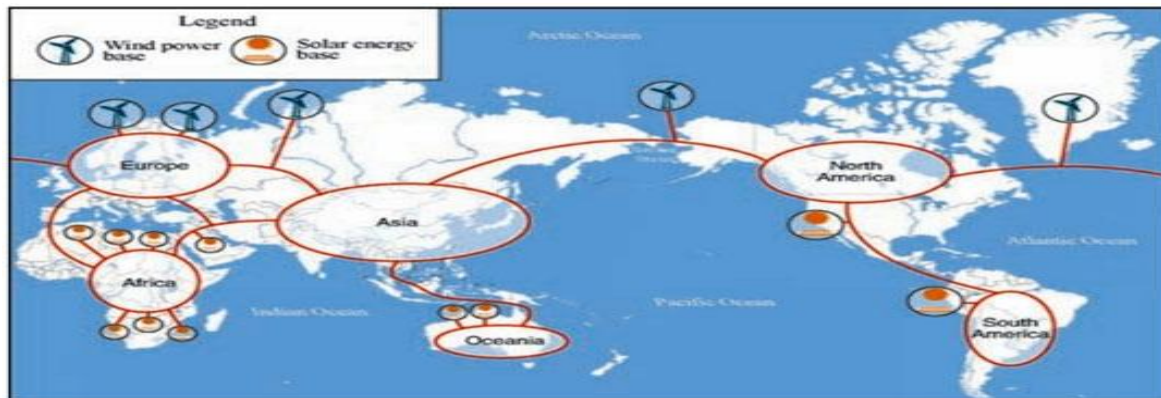 Legend
Wind power base
Solar energy base
Arctic Ocean
Europe
North America
Asia
Atlantic Ocean
Africa
Indian Ocean
Pacific Ocean
Oceania
South America